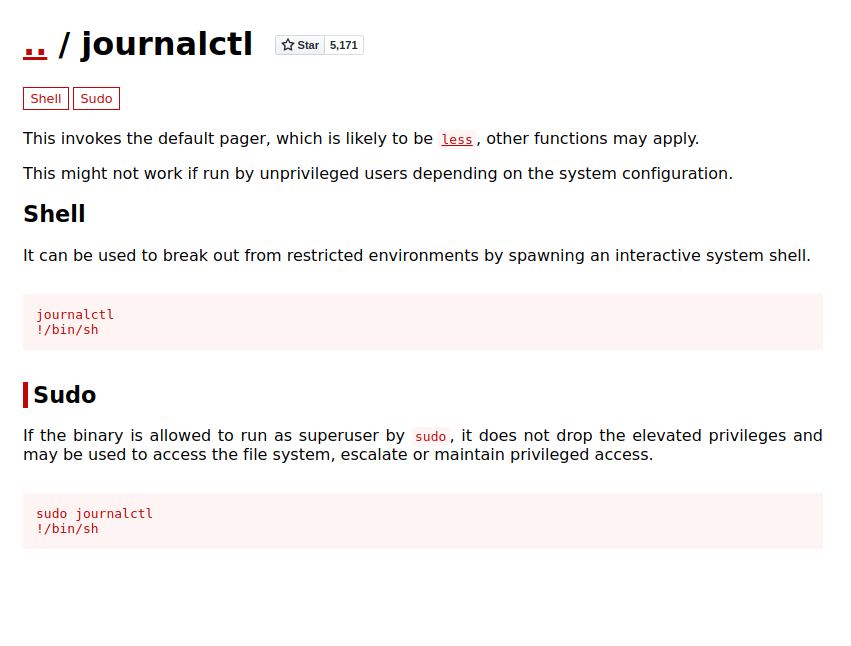 .. / journalctl Star 5,171
Shell Sudo
This invokes the default pager, which is likely to be less, other functions may apply.
This might not work if run by unprivileged users depending on the system configuration.
Shell
It can be used to break out from restricted environments by spawning an interactive system shell.
journalctl
!/bin/sh
Sudo
If the binary is allowed to run as superuser by sudo, it does not drop the elevated privileges and
may be used to access the file system, escalate or maintain privileged access.
sudo journalctl
!/bin/sh